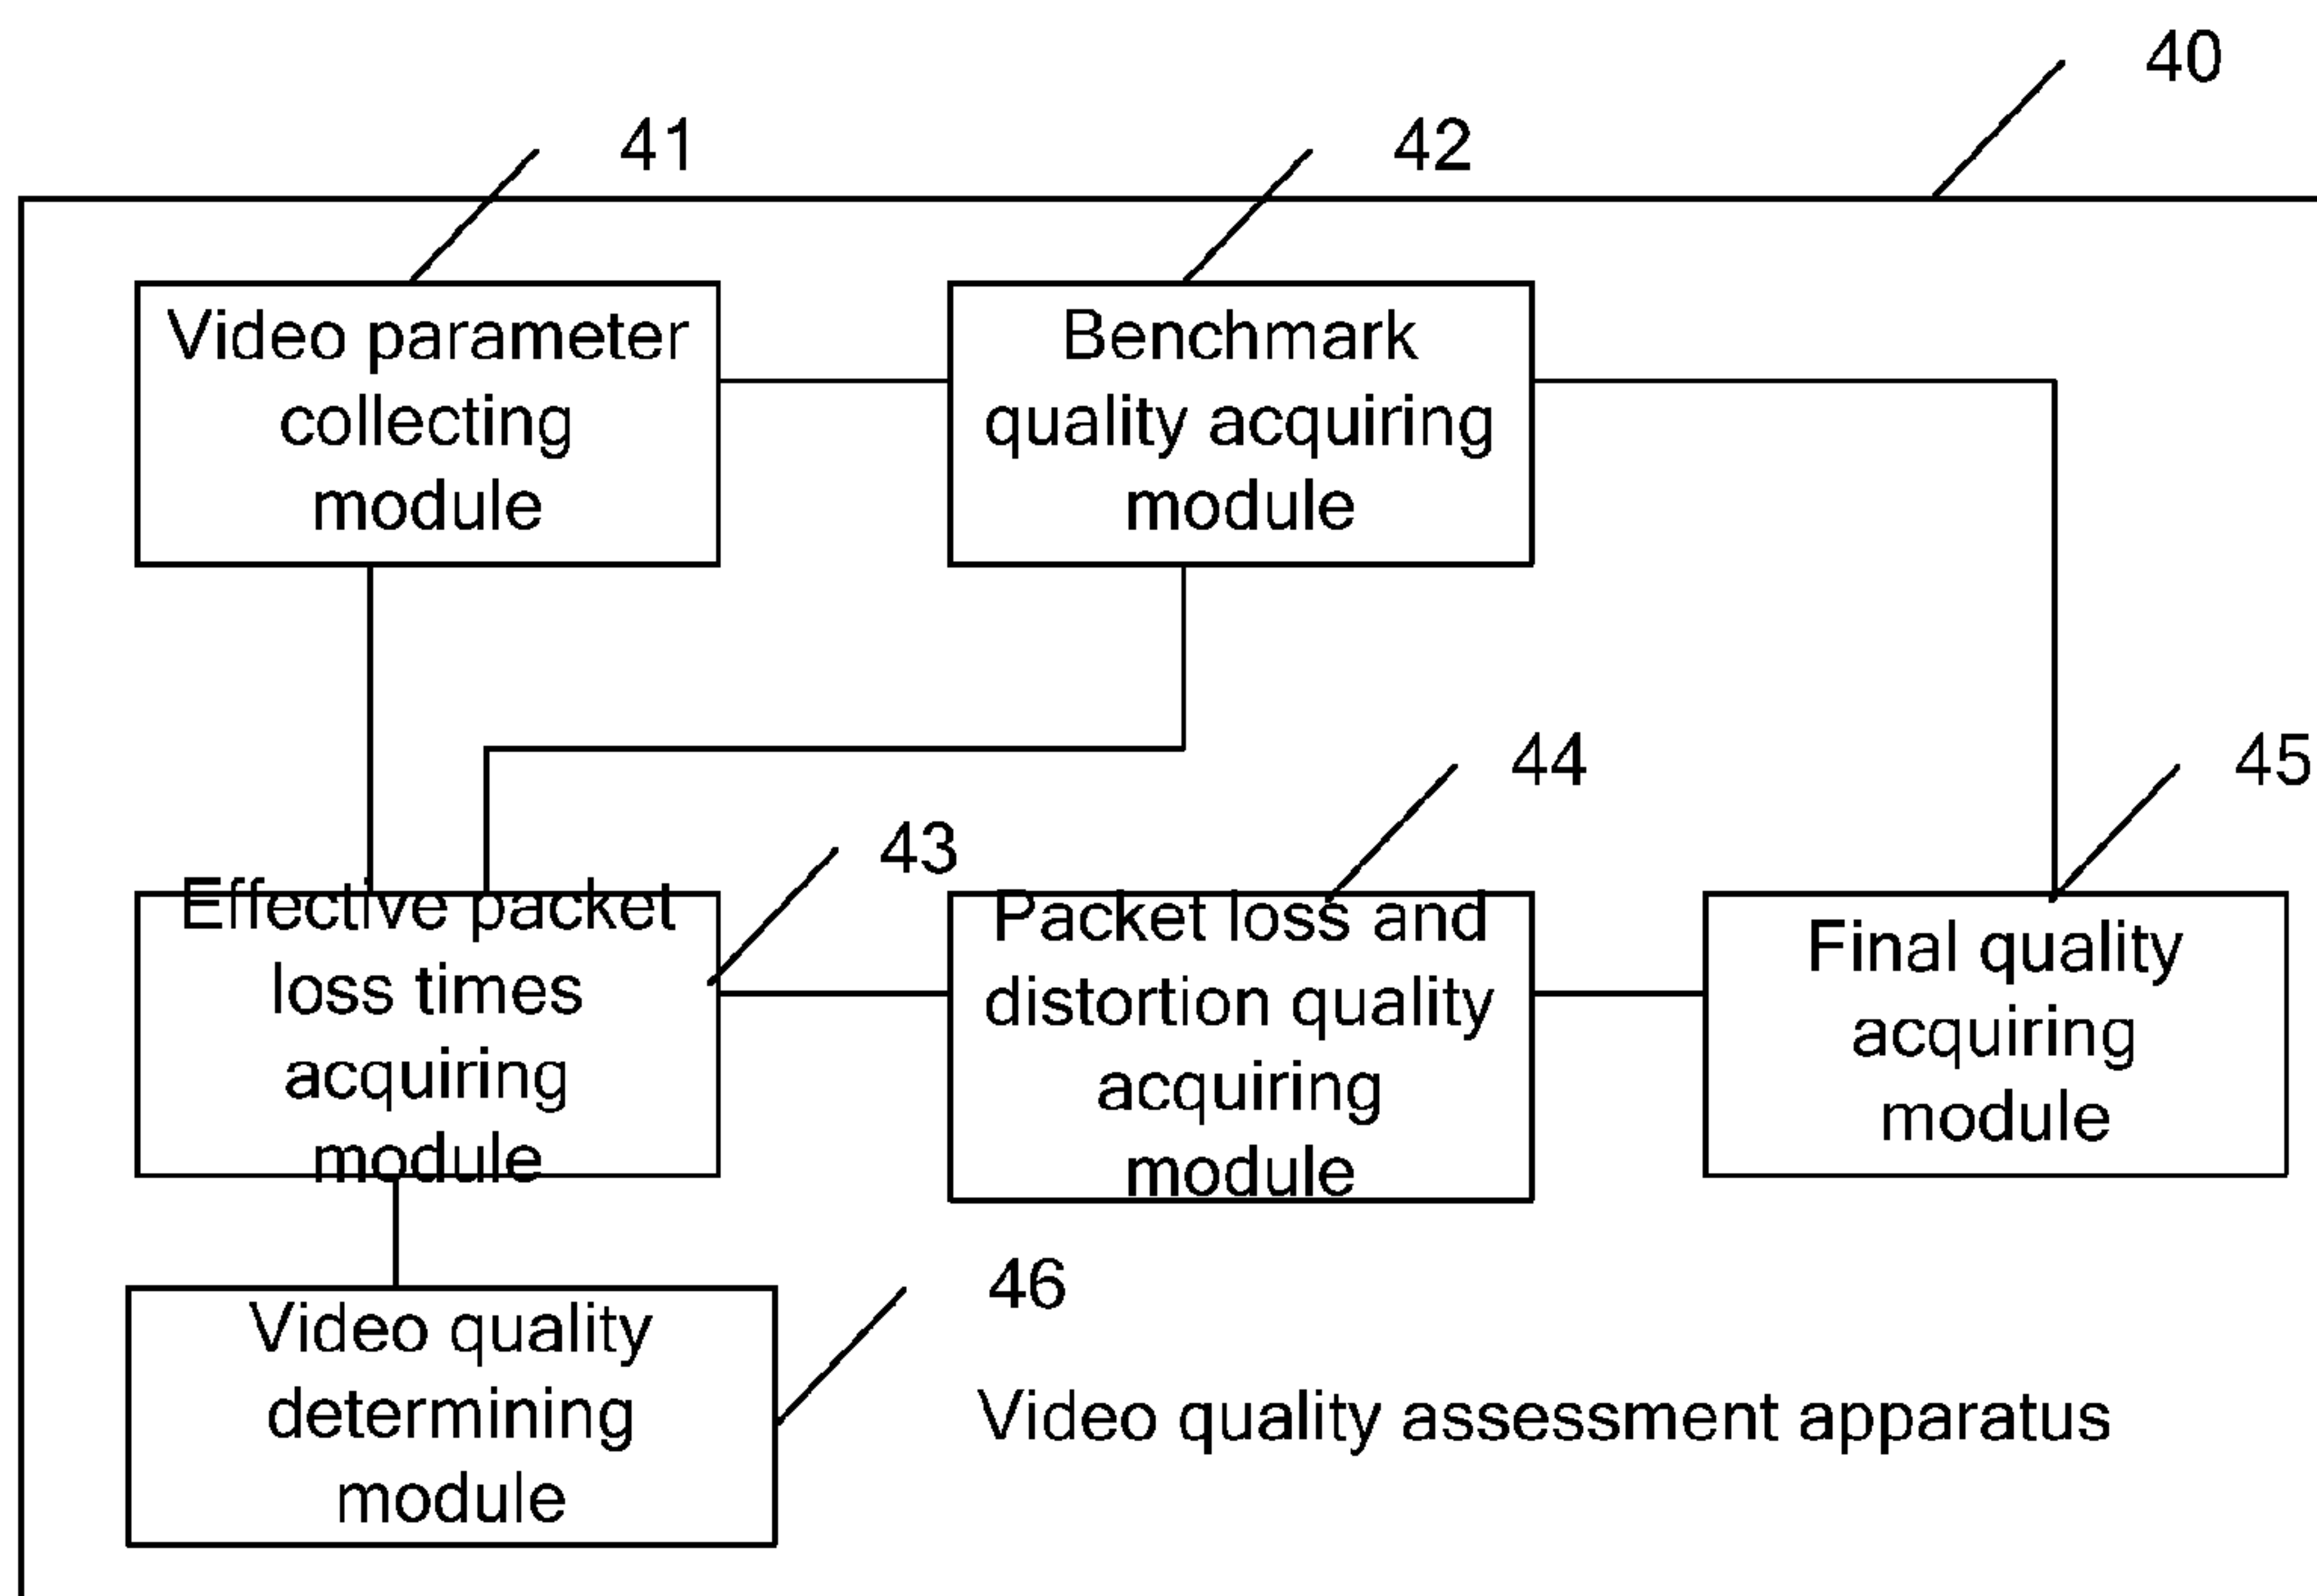 40
41
42
Video parameter
collecting
module
Benchmark
quality acquiring
module
43
44
45
Effective packet
loss times
acquiring
module
Packet loss and
distortion quality
acquiring
module
Final quality
acquiring
module
46
Video quality
determining
module
Video quality assessment apparatus